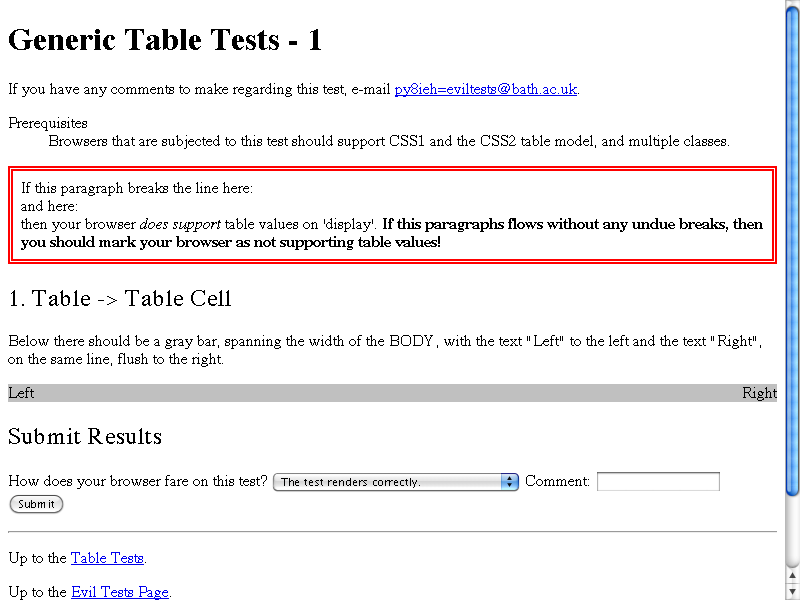 Generic Table Tests - 1
If you have any comments to make regarding this test, e-mail py8ieh=eviltests@bath.ac.uk.
Prerequisites
Browsers that are subjected to this test should support CSS1 and the CSS2 table model, and multiple classes.
If this paragraph breaks the line here:
and here:
then your browser does support table values on 'display'. If this paragraphs flows without any undue breaks, then
you should mark your browser as not supporting table values!
1. Table -> Table Cell
Below there should be a gray bar, spanning the width of the BODY, with the text "Left" to the left and the text "Right",
on the same line, flush to the right.
Left Right
Submit Results
How does your browser fare on this test? The test renders correctly. Comment:
Submit
Up to the Table Tests.
Up to the Evil Tests Page.